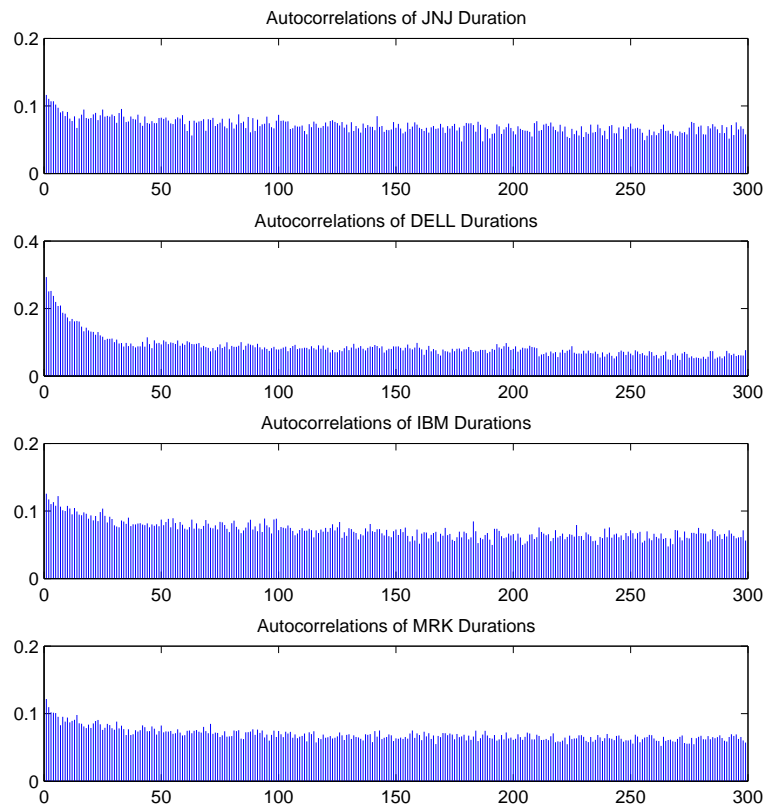 Autocorrelations of JNJ Duration
0.2
0.1
0
0 50 100 150 200 250 300
Autocorrelations of DELL Durations
0.4
0.2
0
0 50 100 150 200 250 300
Autocorrelations of IBM Durations
0.2
0.1
0
0 50 100 150 200 250 300
Autocorrelations of MRK Durations
0.2
0.1
0
0 50 100 150 200 250 300